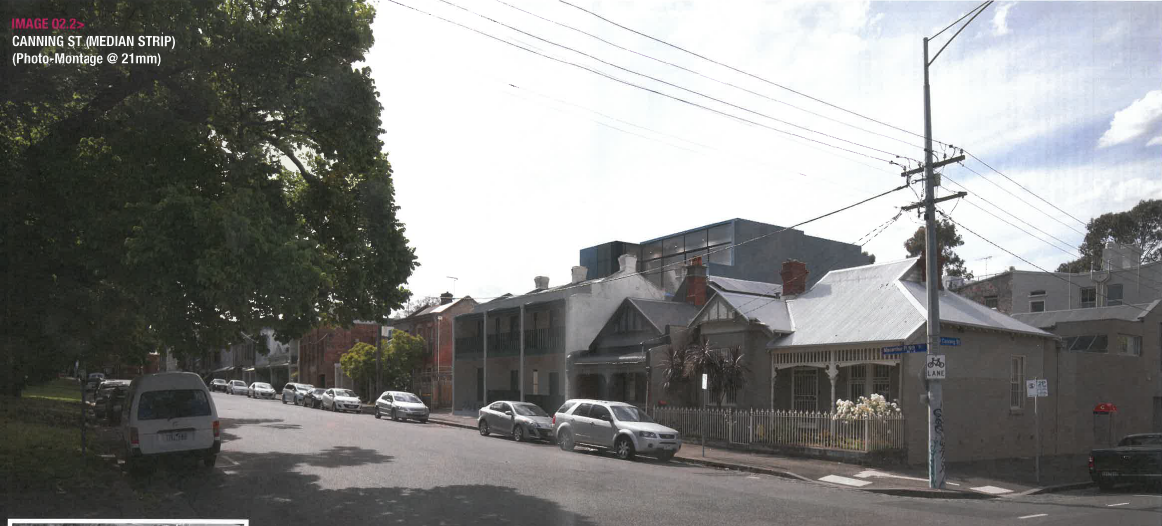 IMAGE 02.2>
CANNING ST (MEDIAN STRIP)
(Photo-Montage @ 21mm)
LANE